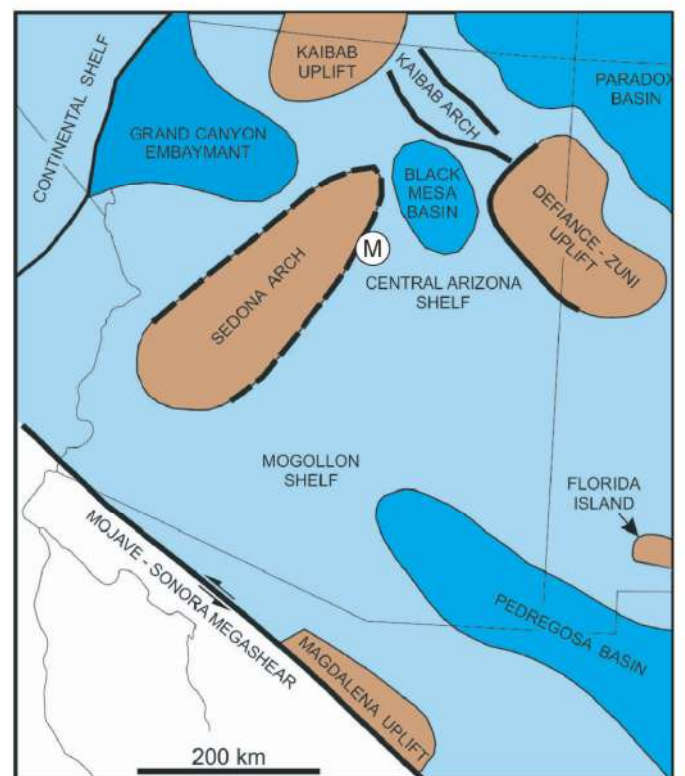 KAIBAB
UPLIFT
CONTINENTAL SHELF
KAIBAB ARCH
PARADOX
BASIN
GRAND CANYON
EMBAYMANT
BLACK
MESA
BASIN
DEFIANCE - ZUNI
UPLIFT
M
SEDONA ARCH
CENTRAL ARIZONA
SHELF
MOGOLLON
SHELF
FLORIDA
ISLAND
MOJAVE - SONORA MEGASHEAR
PEDREGOSA BASIN
MAGDALENA UPLIFT
200 km